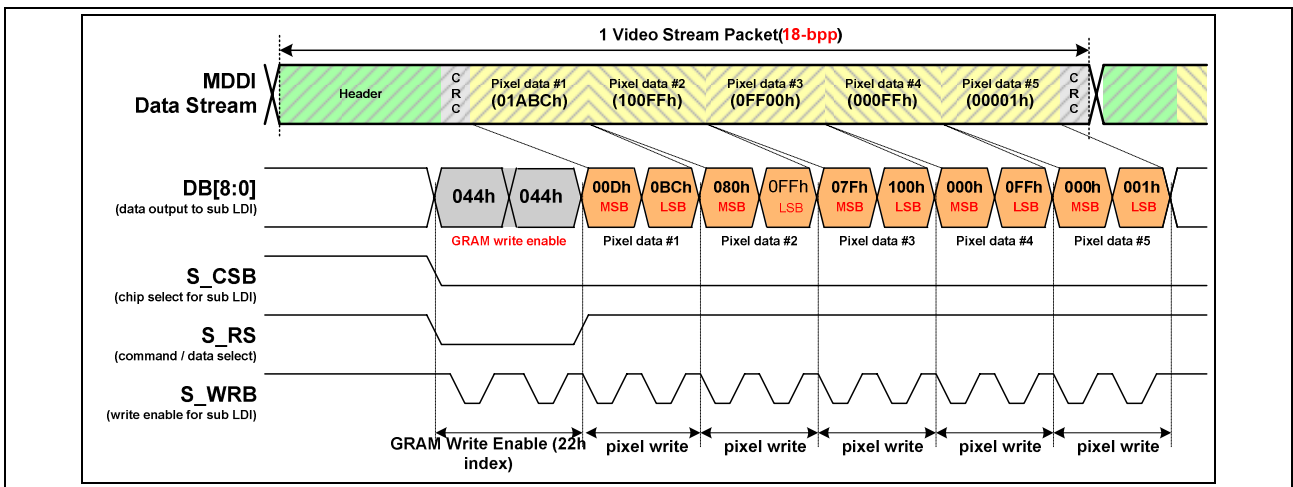 1 Video Stream Packet(18-bpp)
MDDI
Data Stream
Header
C
R
C
Pixel data #1
(01ABCh)
Pixel data #2
(100FFh)
Pixel data #3
(0FF00h)
Pixel data #4
(000FFh)
Pixel data #5
(00001h)
C
R
C
DB[8:0]
(data output to sub LDI)
044h
044h
00Dh
MSB
0BCh
LSB
080h
MSB
0FFh
LSB
07Fh
MSB
100h
LSB
000h
MSB
0FFh
LSB
000h
MSB
001h
LSB
GRAM write enable
Pixel data #1
Pixel data #2
Pixel data #3
Pixel data #4
Pixel data #5
S_CSB
(chip select for sub LDI)
S_RS
(command / data select)
S_WRB
(write enable for sub LDI)
GRAM Write Enable (22h
index)
pixel write
pixel write
pixel write
pixel write
pixel write